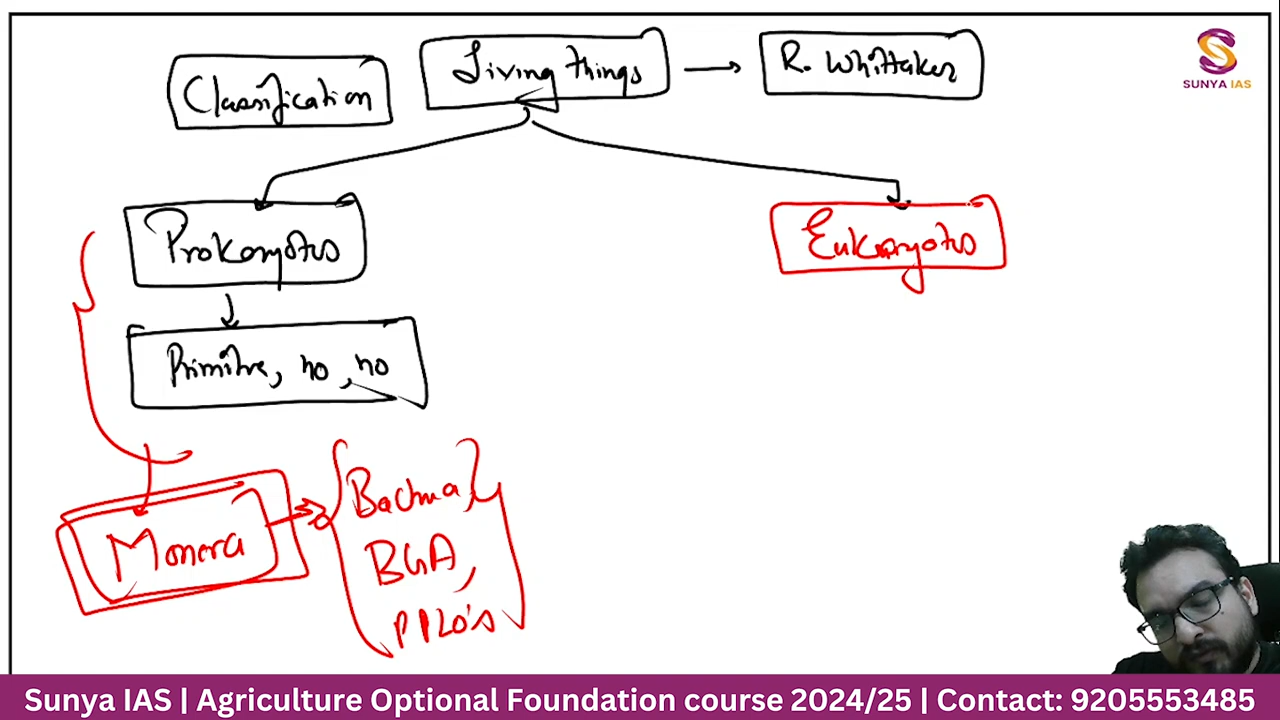 Classification
Living things
R. Whittaker
SUNYA IAS
Prokaryotes
Eukaryotes
Primitive, no, no
Monera
Bacteria,
BGA,
PPLO's
Sunya IAS | Agriculture Optional Foundation course 2024/25 | Contact: 9205553485